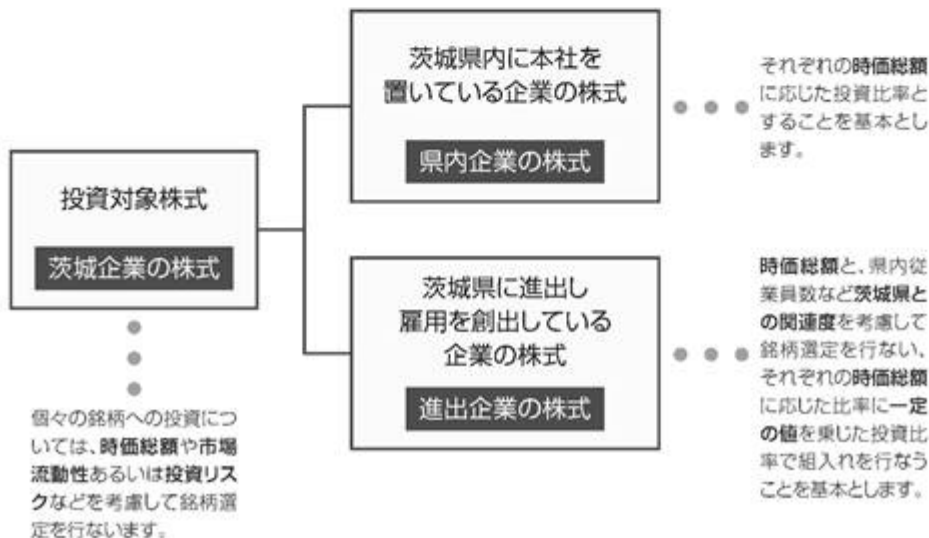 投資対象株式
茨城企業の株式
個々の銘柄への投資につ
いては、時価総額や市場
流動性あるいは投資リス
クなどを考慮して銘柄選
定を行ないます。
茨城県内に本社を
置いている企業の株式
県内企業の株式
それぞれの時価総額
に応じた投資比率と
することを基本とし
ます。
茨城県に進出し
雇用を創出している
企業の株式
進出企業の株式
時価総額と、県内従
業員数など茨城県と
の関連度を考慮して
銘柄選定を行ない、
それぞれの時価総額
に応じた比率に一定
の値を乗じた投資比
率で組入れを行なう
ことを基本とします。